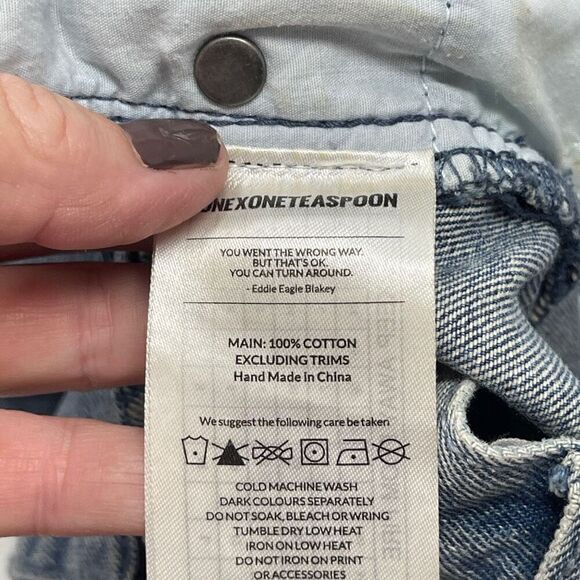 ONEXONETEASPOON
YOU WENT THE WRONG WAY.
BUT THAT'S OK.
YOU CAN TURN AROUND.
- Eddie Eagle Blakey
MAIN: 100% COTTON
EXCLUDING TRIMS
Hand Made in China
We suggest the following care be taken
COLD MACHINE WASH
DARK COLOURS SEPARATELY
DO NOT SOAK, BLEACH OR WRING
TUMBLE DRY LOW HEAT
IRON ON LOW HEAT
DO NOT IRON ON PRINT
OR ACCESSORIES